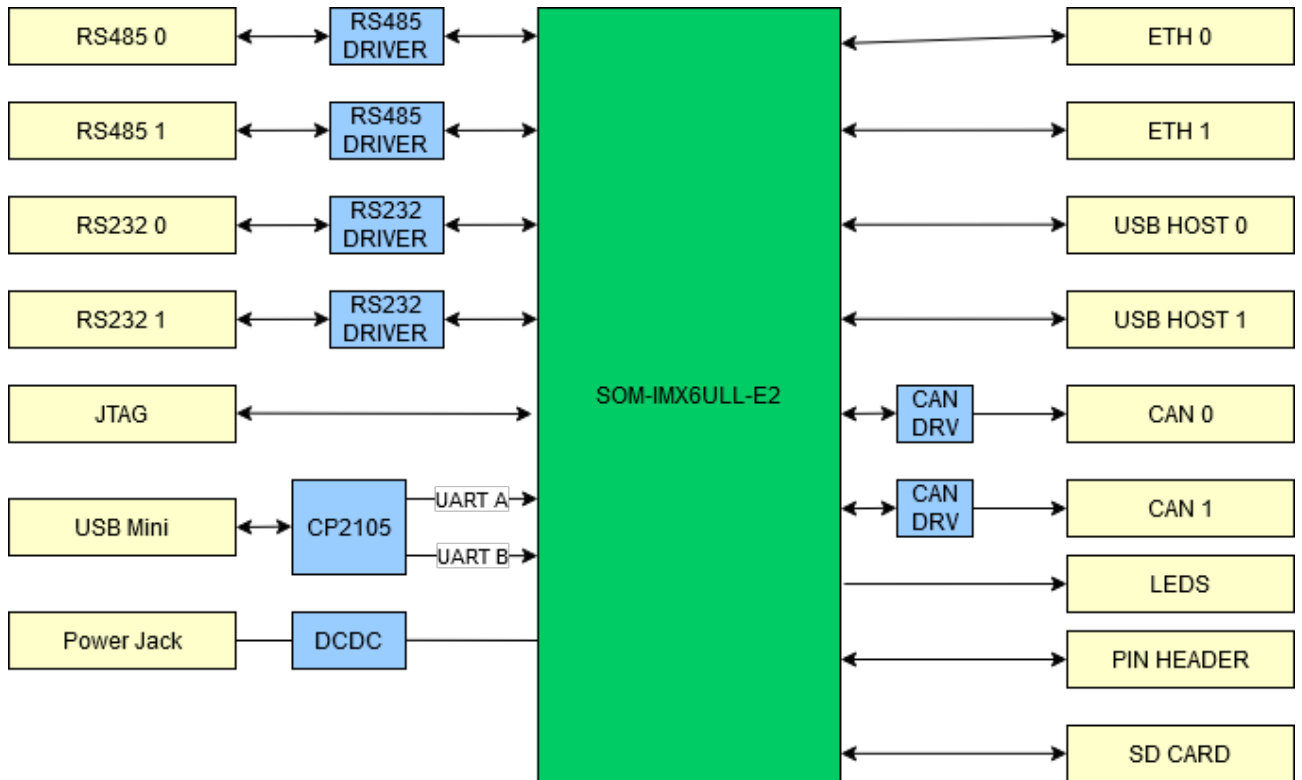 RS485 0
RS485
DRIVER
ETH 0
RS485 1
RS485
DRIVER
ETH 1
RS232 0
RS232
DRIVER
USB HOST 0
RS232 1
RS232
DRIVER
USB HOST 1
SOM-IMX6ULL-E2
JTAG
CAN
DRV
CAN 0
USB Mini
CP2105
UART A
UART B
CAN
DRV
CAN 1
LEDS
Power Jack
DCDC
PIN HEADER
SD CARD